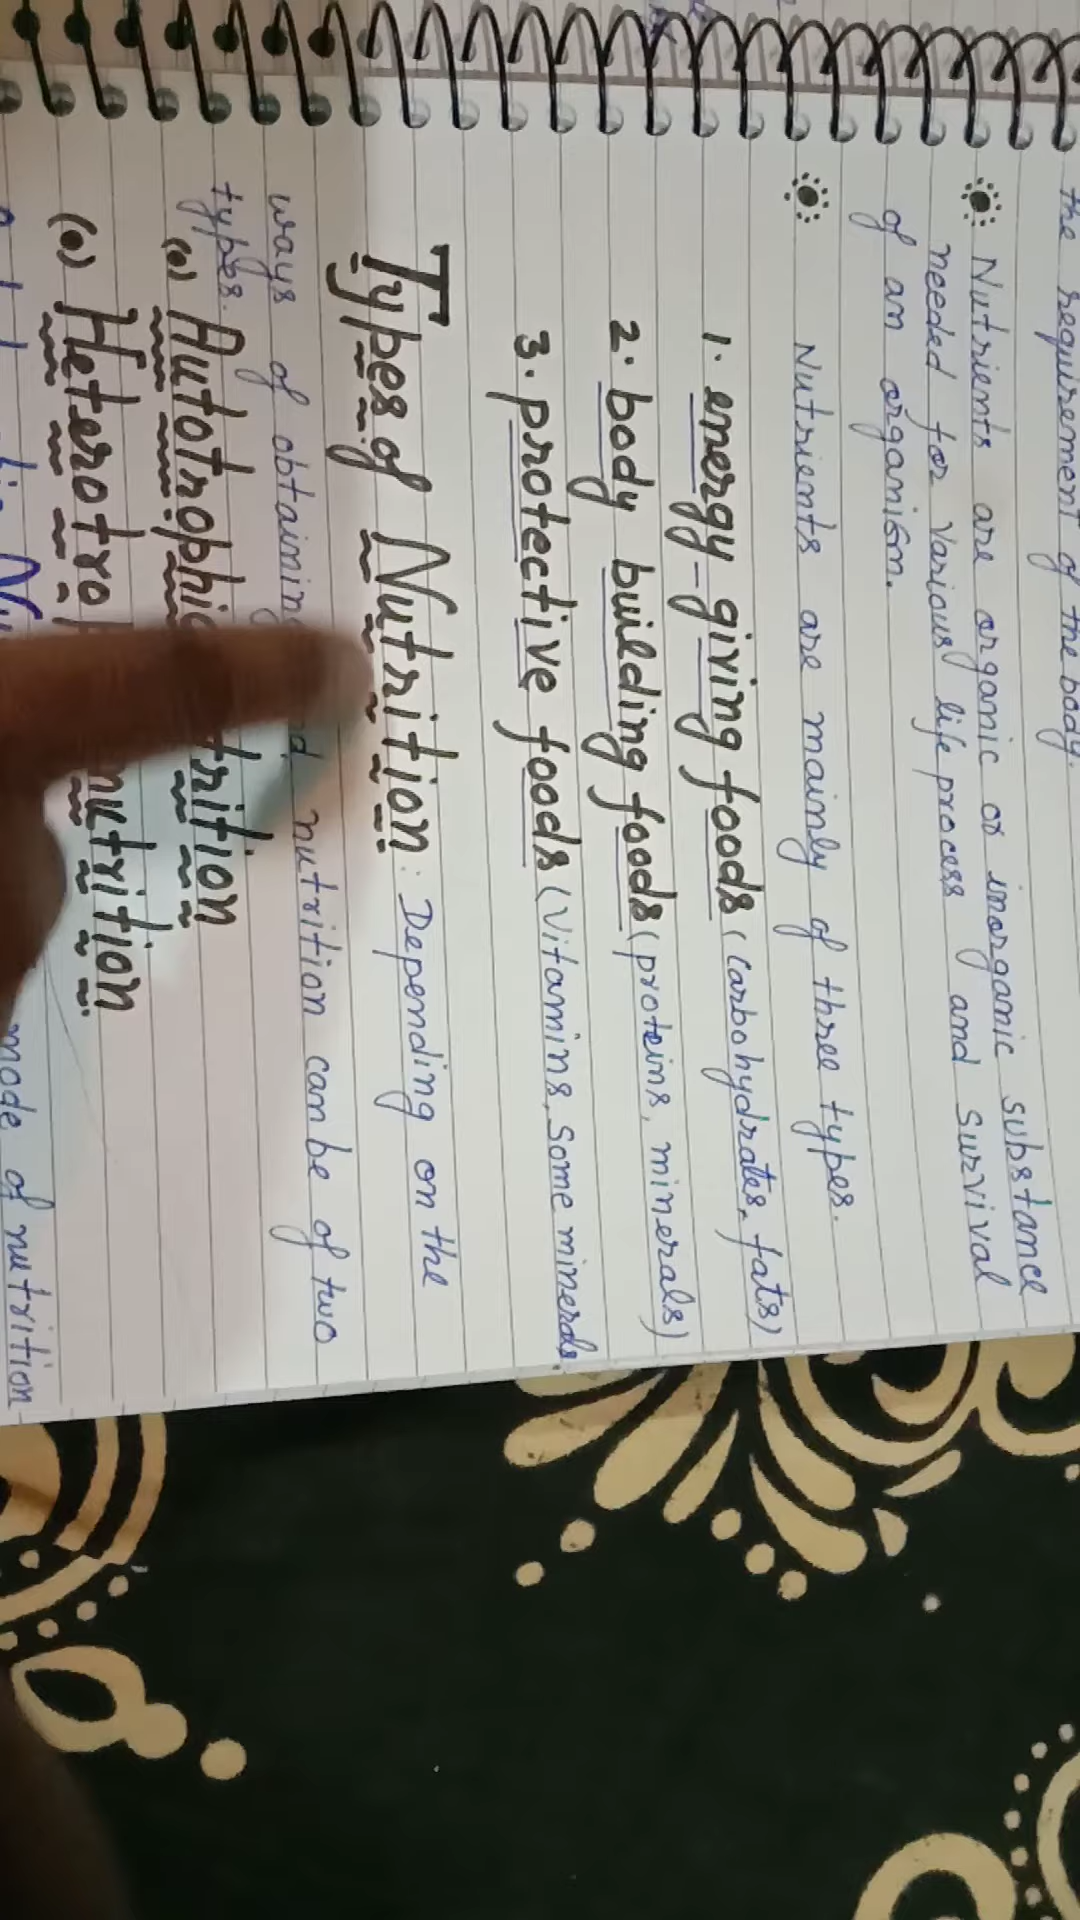 the requirement of the body.
Nutrients are organic or inorganic substance
needed for various life process and survival
of an organism.
Nutrients are mainly of three types.
1. energy-giving foods (carbohydrates, fats)
2. body building foods (proteins, minerals)
3. protective foods (Vitamins, some minerals
Types of Nutrition: Depending on the
ways of obtaining nutrition can be of two
types.
Autotrophic trition
Heterotro nutrition
mode of nutrition